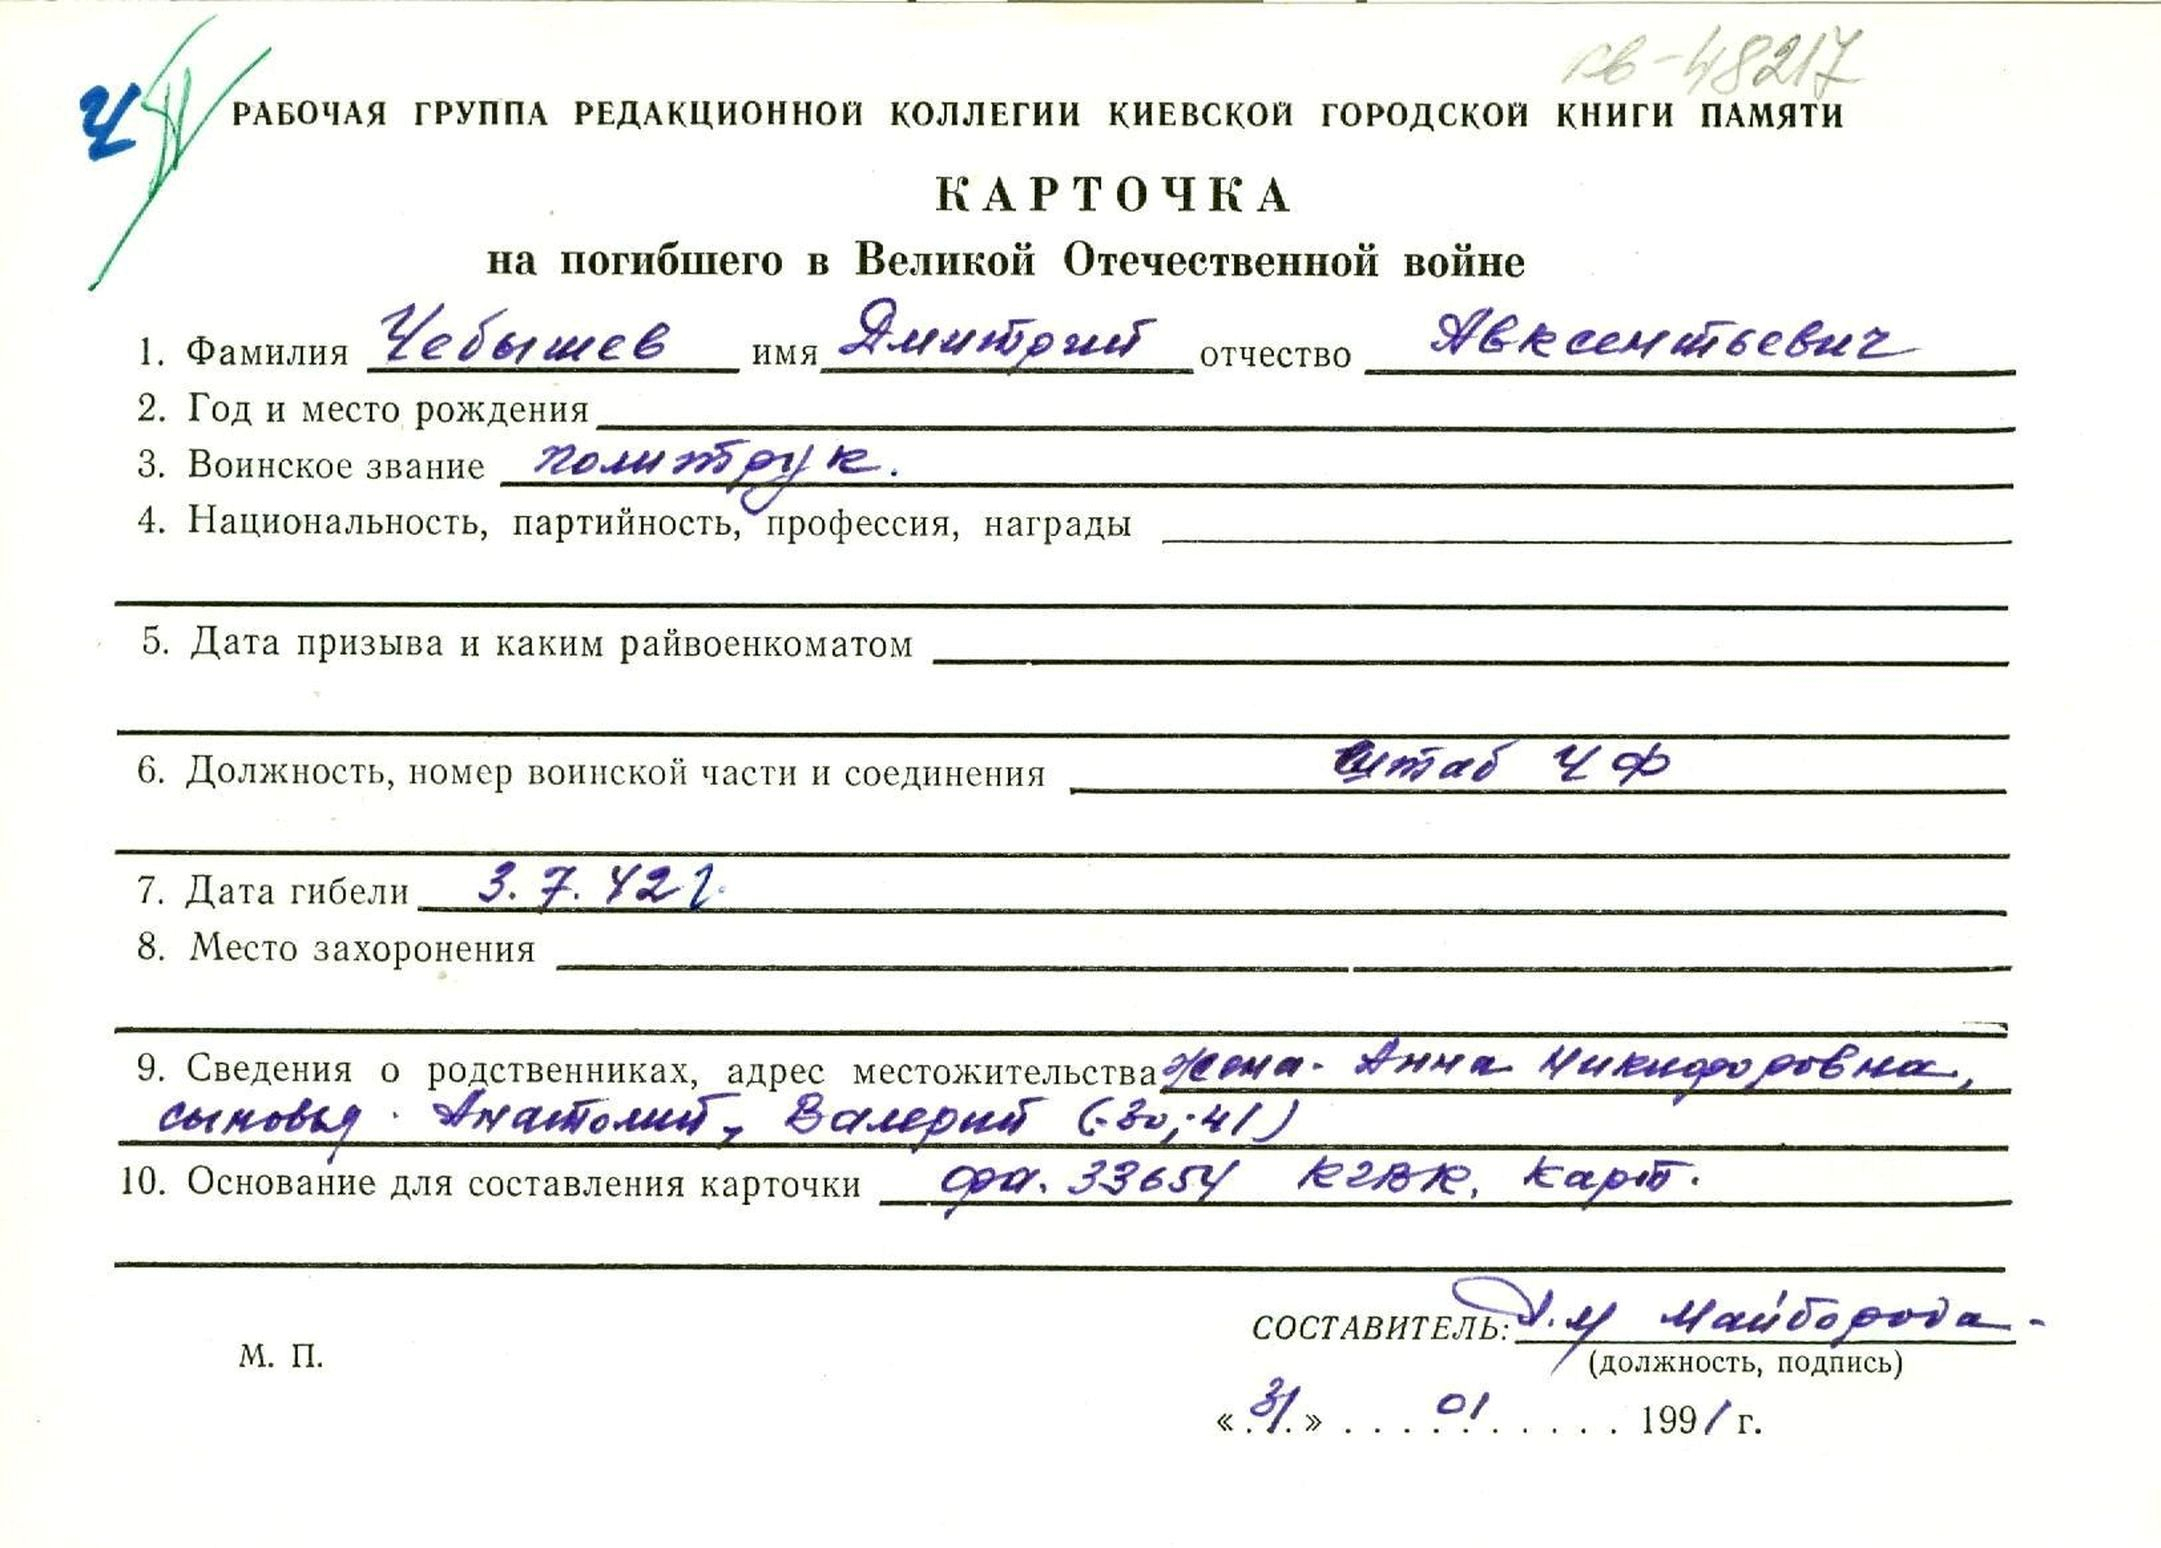 св-48217
Ч
РАБОЧАЯ ГРУППА РЕДАКЦИОННОЙ КОЛЛЕГИИ КИЕВСКОЙ ГОРОДСКОЙ КНИГИ ПАМЯТИ
КАРТОЧКА
на погибшего в Великой Отечественной войне
1. Фамилия Чебышев имя Дмитрий отчество Авксентьевич
2. Год и место рождения
3. Воинское звание политрук.
4. Национальность, партийность, профессия, награды
5. Дата призыва и каким райвоенкоматом
6. Должность, номер воинской части и соединения штаб ЧФ
7. Дата гибели 3.7.42 г.
8. Место захоронения
9. Сведения о родственниках, адрес местожительства жена - Анна Никифоровна,
сыновья - Анатолий, Валерий (-30; -41)
10. Основание для составления карточки 33654 КГВК, карт.
СОСТАВИТЕЛЬ: Майборода -
М. П.
(должность, подпись)
«31» 01 1991 г.